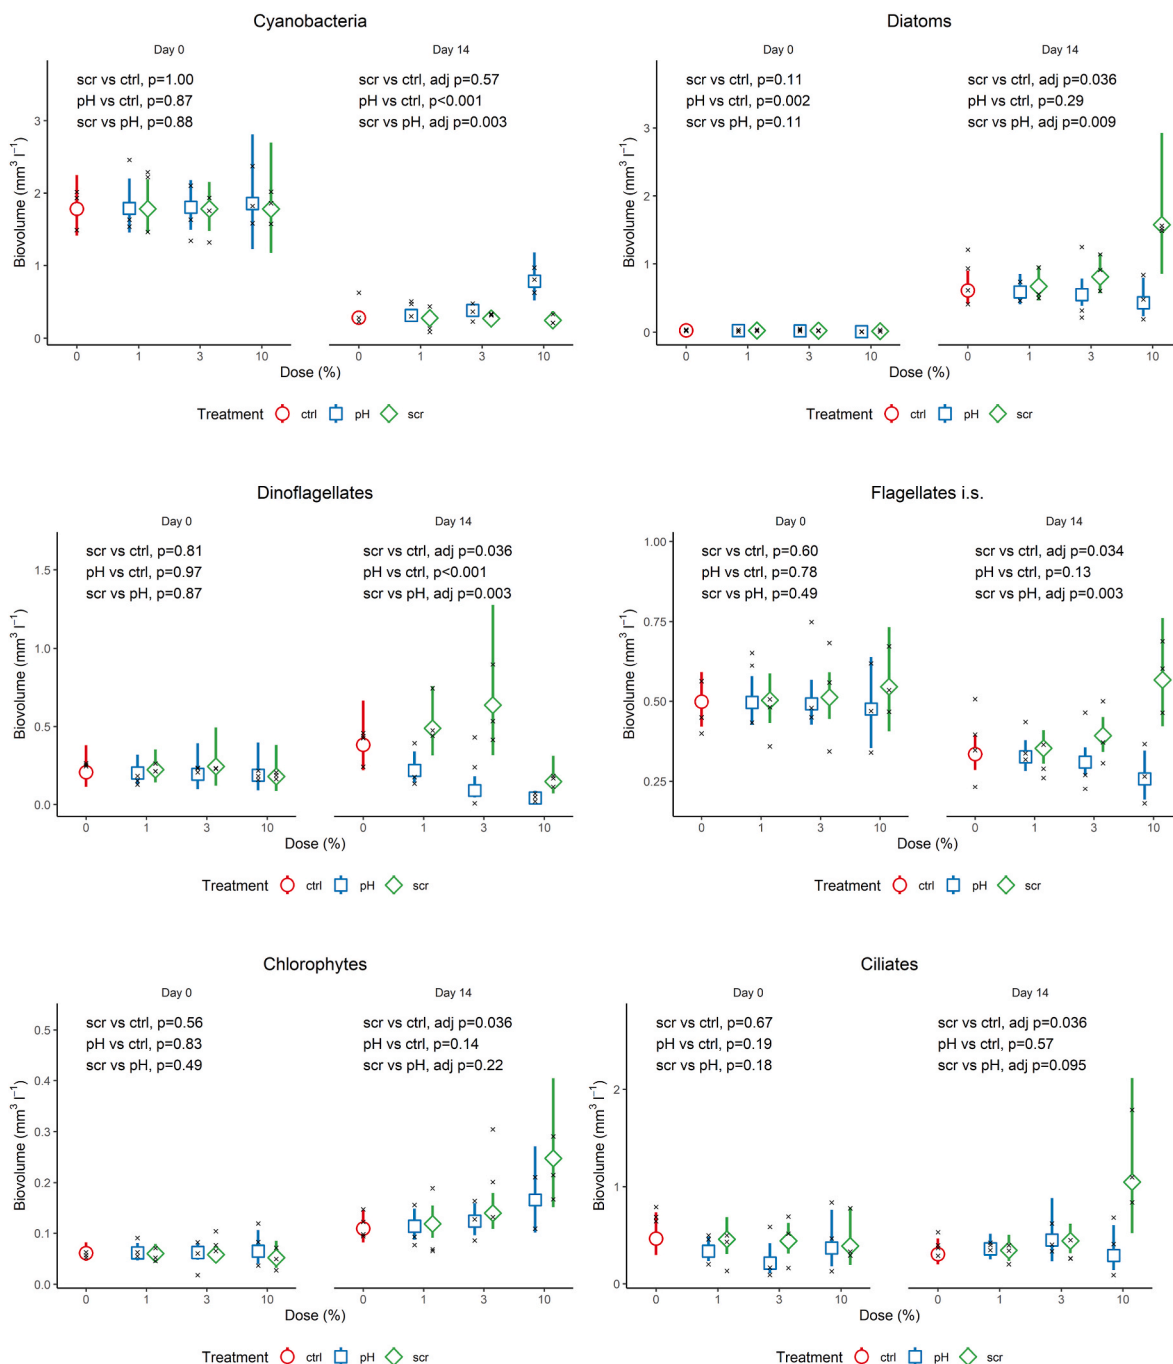 Cyanobacteria
Day 0
Day 14
scr vs ctrl, p=1.00
pH vs ctrl, p=0.87
scr vs pH, p=0.88
scr vs ctrl, adj p=0.57
pH vs ctrl, p<0.001
scr vs pH, adj p=0.003
Biovolume (mm³ l⁻¹)
3
2
1
0
0 1 3 10
0 1 3 10
Dose (%)
Treatment ctrl pH scr
Diatoms
Day 0
Day 14
scr vs ctrl, p=0.11
pH vs ctrl, p=0.002
scr vs pH, p=0.11
scr vs ctrl, adj p=0.036
pH vs ctrl, p=0.29
scr vs pH, adj p=0.009
Biovolume (mm³ l⁻¹)
3
2
1
0
0 1 3 10
0 1 3 10
Dose (%)
Treatment ctrl pH scr
Dinoflagellates
Day 0
Day 14
scr vs ctrl, p=0.81
pH vs ctrl, p=0.97
scr vs pH, p=0.87
scr vs ctrl, adj p=0.036
pH vs ctrl, p<0.001
scr vs pH, adj p=0.003
Biovolume (mm³ l⁻¹)
1.5
1.0
0.5
0.0
0 1 3 10
0 1 3 10
Dose (%)
Treatment ctrl pH scr
Flagellates i.s.
Day 0
Day 14
scr vs ctrl, p=0.60
pH vs ctrl, p=0.78
scr vs pH, p=0.49
scr vs ctrl, adj p=0.034
pH vs ctrl, p=0.13
scr vs pH, adj p=0.003
Biovolume (mm³ l⁻¹)
1.00
0.75
0.50
0.25
0 1 3 10
0 1 3 10
Dose (%)
Treatment ctrl pH scr
Chlorophytes
Day 0
Day 14
scr vs ctrl, p=0.56
pH vs ctrl, p=0.83
scr vs pH, p=0.49
scr vs ctrl, adj p=0.036
pH vs ctrl, p=0.14
scr vs pH, adj p=0.22
Biovolume (mm³ l⁻¹)
0.5
0.4
0.3
0.2
0.1
0.0
0 1 3 10
0 1 3 10
Dose (%)
Treatment ctrl pH scr
Ciliates
Day 0
Day 14
scr vs ctrl, p=0.67
pH vs ctrl, p=0.19
scr vs pH, p=0.18
scr vs ctrl, adj p=0.036
pH vs ctrl, p=0.57
scr vs pH, adj p=0.095
Biovolume (mm³ l⁻¹)
2
1
0
0 1 3 10
0 1 3 10
Dose (%)
Treatment ctrl pH scr